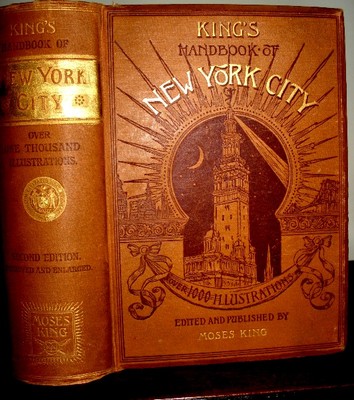 KING'S
HANDBOOK OF
NEW YORK
CITY
OVER
ONE THOUSAND
ILLUSTRATIONS.
SECOND EDITION.
REVISED AND ENLARGED.
MOSES
KING
KING'S
HANDBOOK OF
NEW YORK CITY
OVER 1000 ILLUSTRATIONS
EDITED AND PUBLISHED BY
MOSES KING